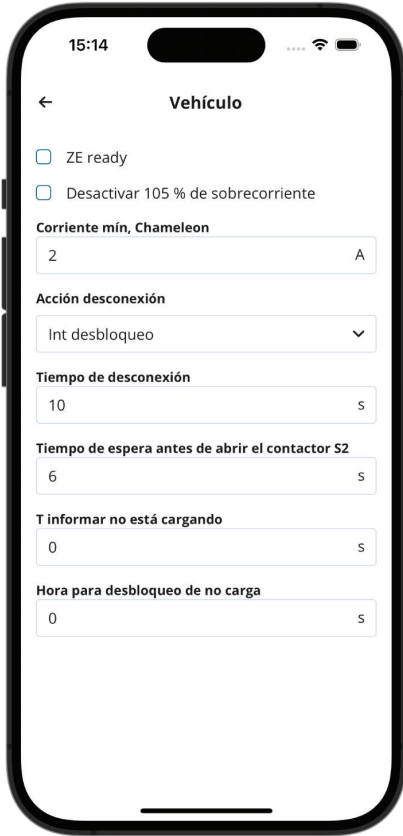 15:14
Vehículo
ZE ready
Desactivar 105 % de sobrecorriente
Corriente mín, Chameleon
2 A
Acción desconexión
Int desbloqueo
Tiempo de desconexión
10 s
Tiempo de espera antes de abrir el contactor S2
6 s
T informar no está cargando
0 s
Hora para desbloqueo de no carga
0 s